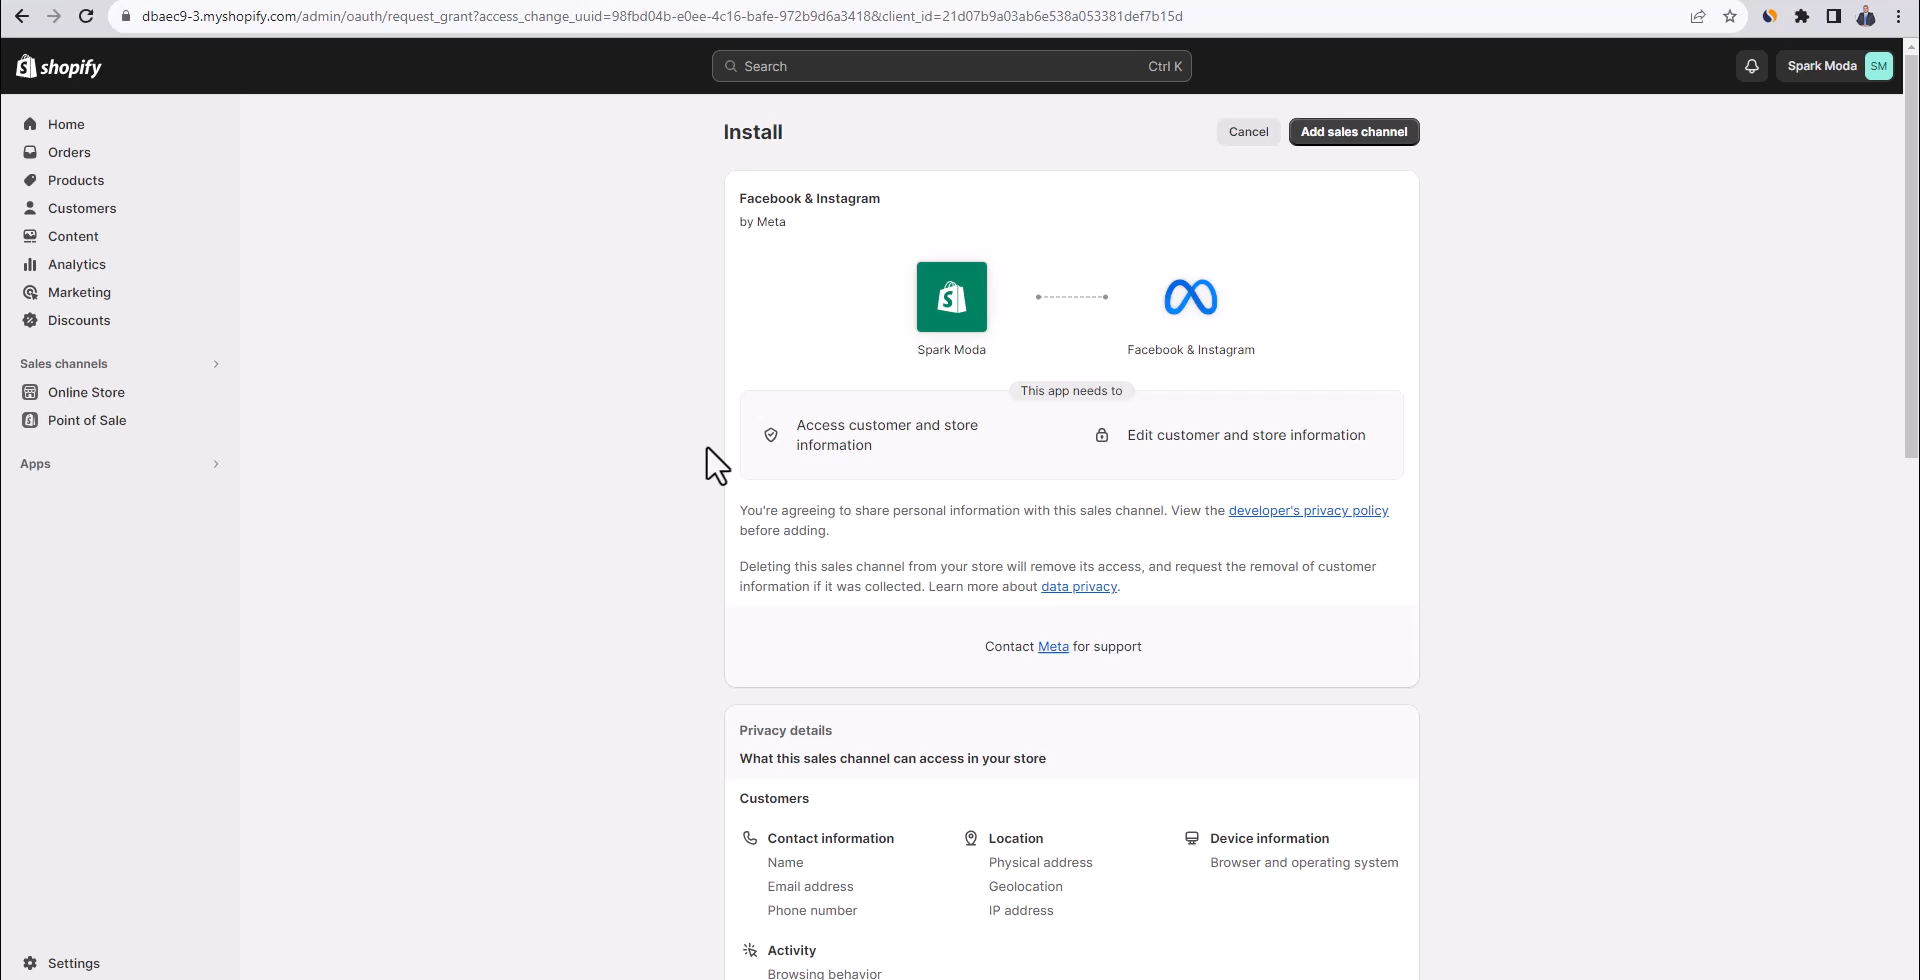 dbaec9-3.myshopify.com/admin/oauth/request_grant?access_change_uuid=98fbd04b-e0ee-4c16-bafe-972b9d6a3418&client_id=21d07b9a03ab6e538a053381def7b15d
shopify
Search
Ctrl K
Spark Moda
SM
Home
Orders
Products
Customers
Content
Analytics
Marketing
Discounts
Sales channels
Online Store
Point of Sale
Apps
Settings
Install
Cancel
Add sales channel
Facebook & Instagram
by Meta
Spark Moda
Facebook & Instagram
This app needs to
Access customer and store
information
Edit customer and store information
You're agreeing to share personal information with this sales channel. View the developer's privacy policy
before adding.
Deleting this sales channel from your store will remove its access, and request the removal of customer
information if it was collected. Learn more about data privacy.
Contact Meta for support
Privacy details
What this sales channel can access in your store
Customers
Contact information
Name
Email address
Phone number
Location
Physical address
Geolocation
IP address
Device information
Browser and operating system
Activity
Browsing behavior